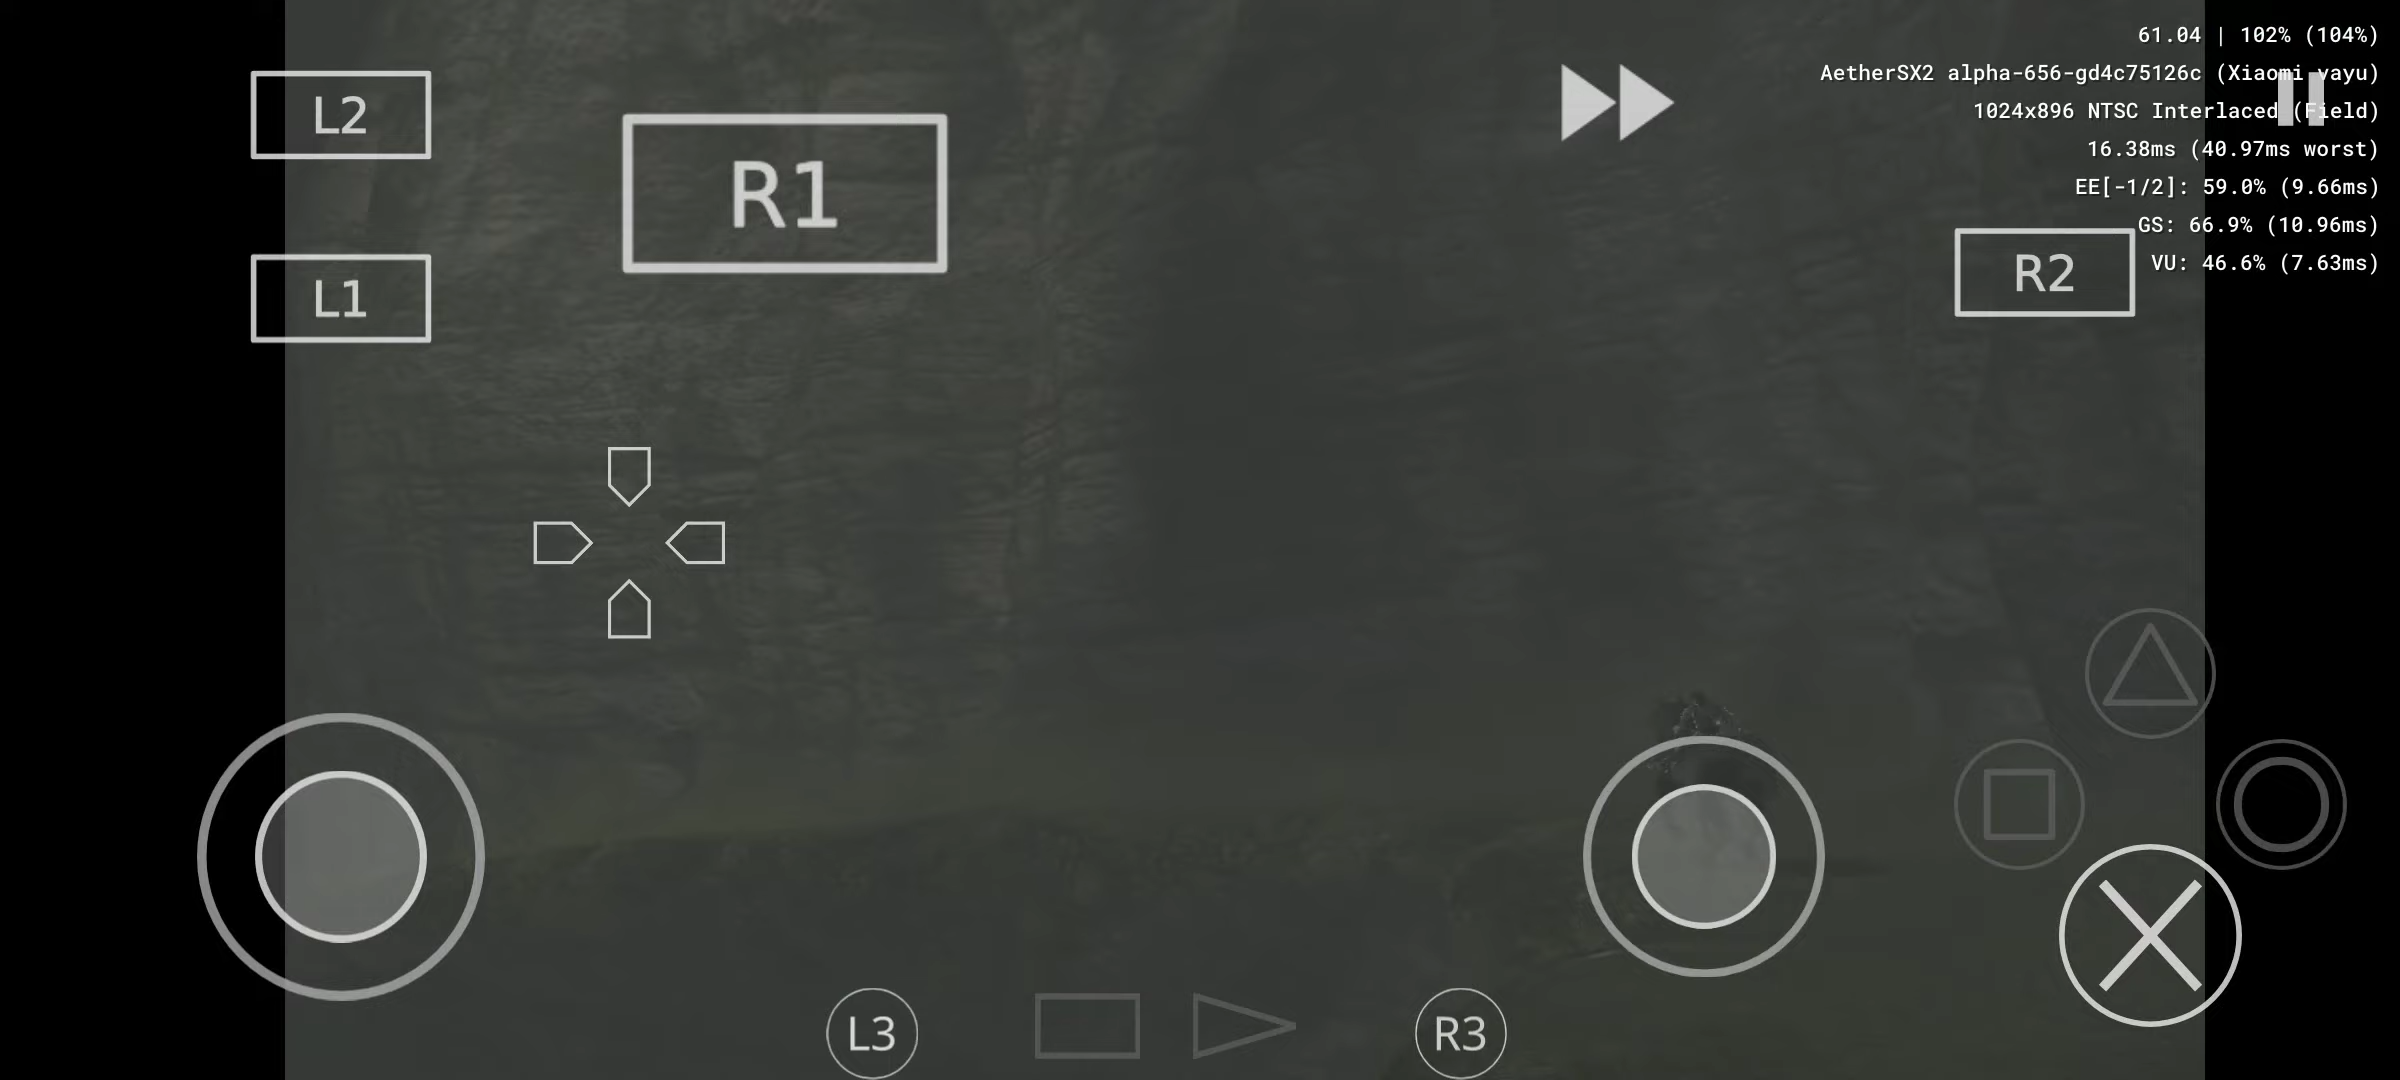 61.04 | 102% (104%)
AetherSX2 alpha-656-gd4c75126c (Xiaomi vayu)
1024x896 NTSC Interlaced (Field)
16.38ms (40.97ms worst)
EE[-1/2]: 59.0% (9.66ms)
GS: 66.9% (10.96ms)
VU: 46.6% (7.63ms)
L2
R1
L1
R2
L3
R3